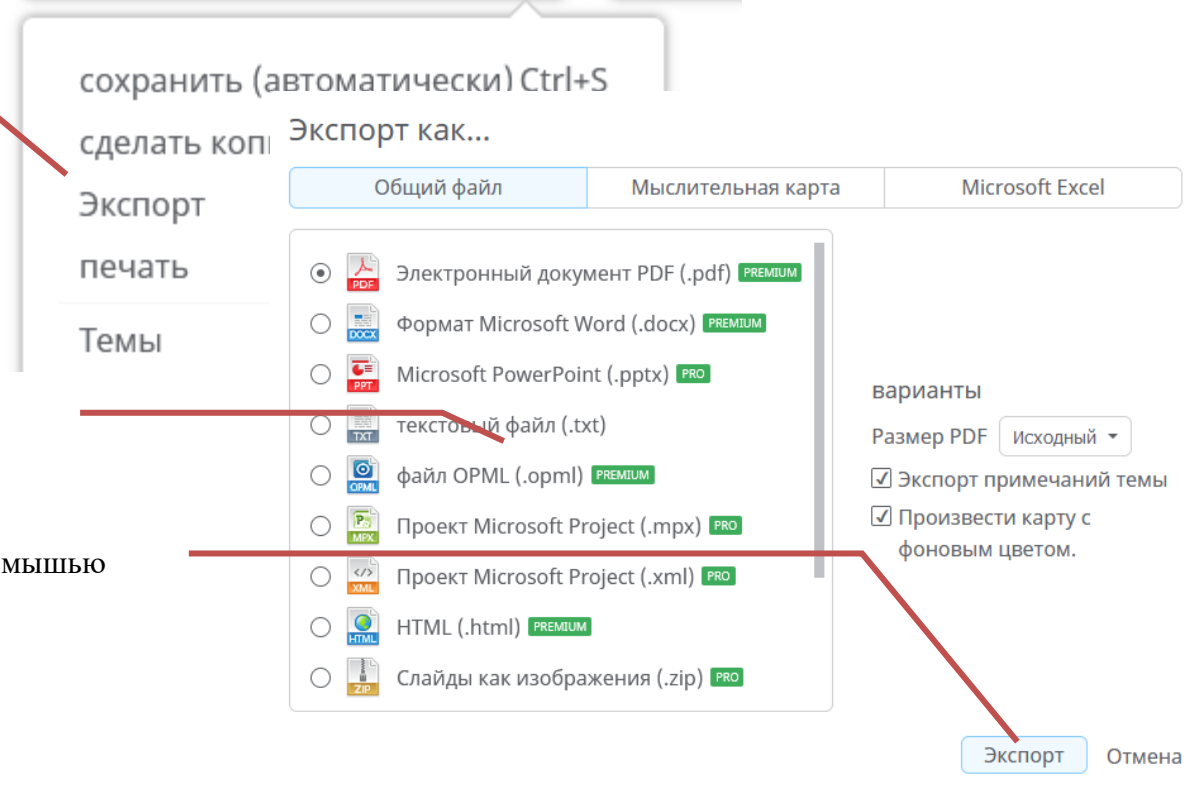 сохранить (автоматически) Ctrl+S
сделать
Экспорт
печать
Темы
мышью
Экспорт как...
Общий файл
Мыслительная карта
Microsoft Excel
PDF
Электронный документ PDF (.pdf)
PREMIUM
DOCX
Формат Microsoft Word (.docx)
PREMIUM
PPT
Microsoft PowerPoint (.pptx)
PRO
TXT
текстовый файл (.txt)
OPML
файл OPML (.opml)
PREMIUM
MPX
Проект Microsoft Project (.mpx)
PRO
XML
Проект Microsoft Project (.xml)
PRO
HTML
HTML (.html)
PREMIUM
ZIP
Слайды как изображения (.zip)
PRO
варианты
Размер PDF
Исходный
Экспорт примечаний темы
Произвести карту с
фоновым цветом.
Экспорт
Отмена